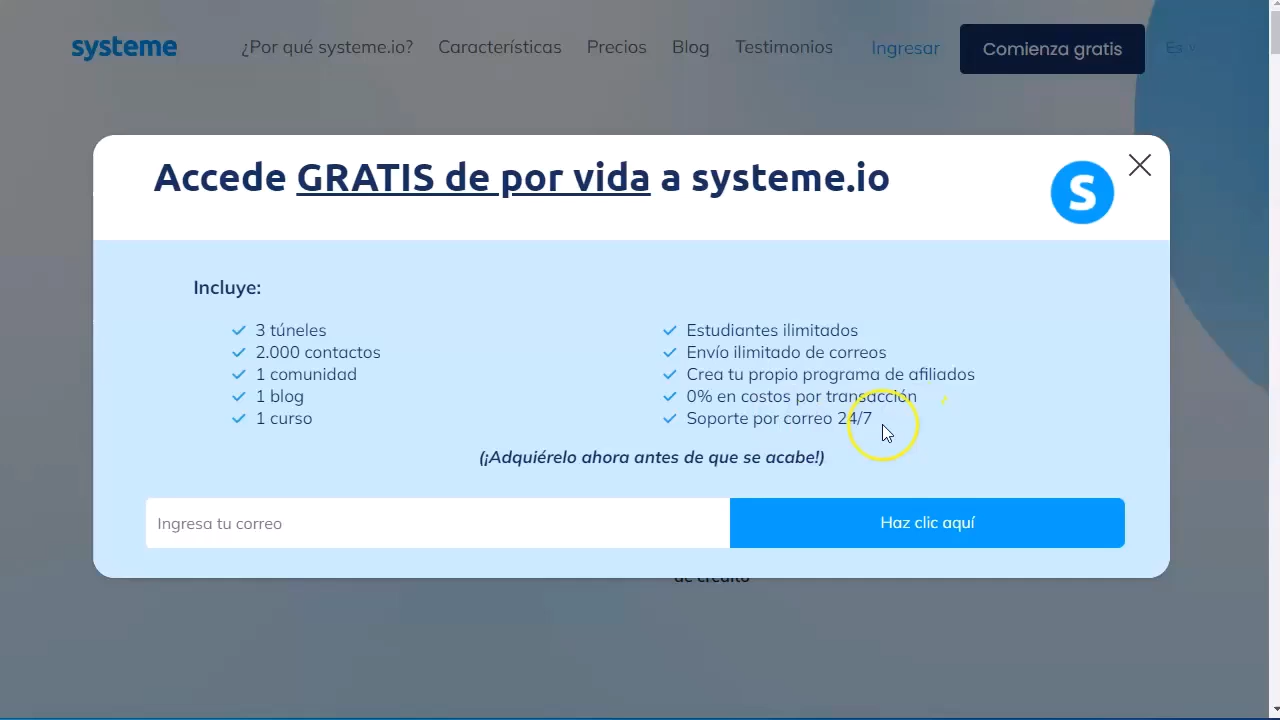 systeme
¿Por qué systeme.io? Características Precios Blog Testimonios Ingresar Comienza gratis Es
Accede GRATIS de por vida a systeme.io
S
Incluye:
3 túneles
2.000 contactos
1 comunidad
1 blog
1 curso
Estudiantes ilimitados
Envío ilimitado de correos
Crea tu propio programa de afiliados
0% en costos por transacción
Soporte por correo 24/7
(¡Adquiérelo ahora antes de que se acabe!)
Ingresa tu correo
Haz clic aquí
de crédito